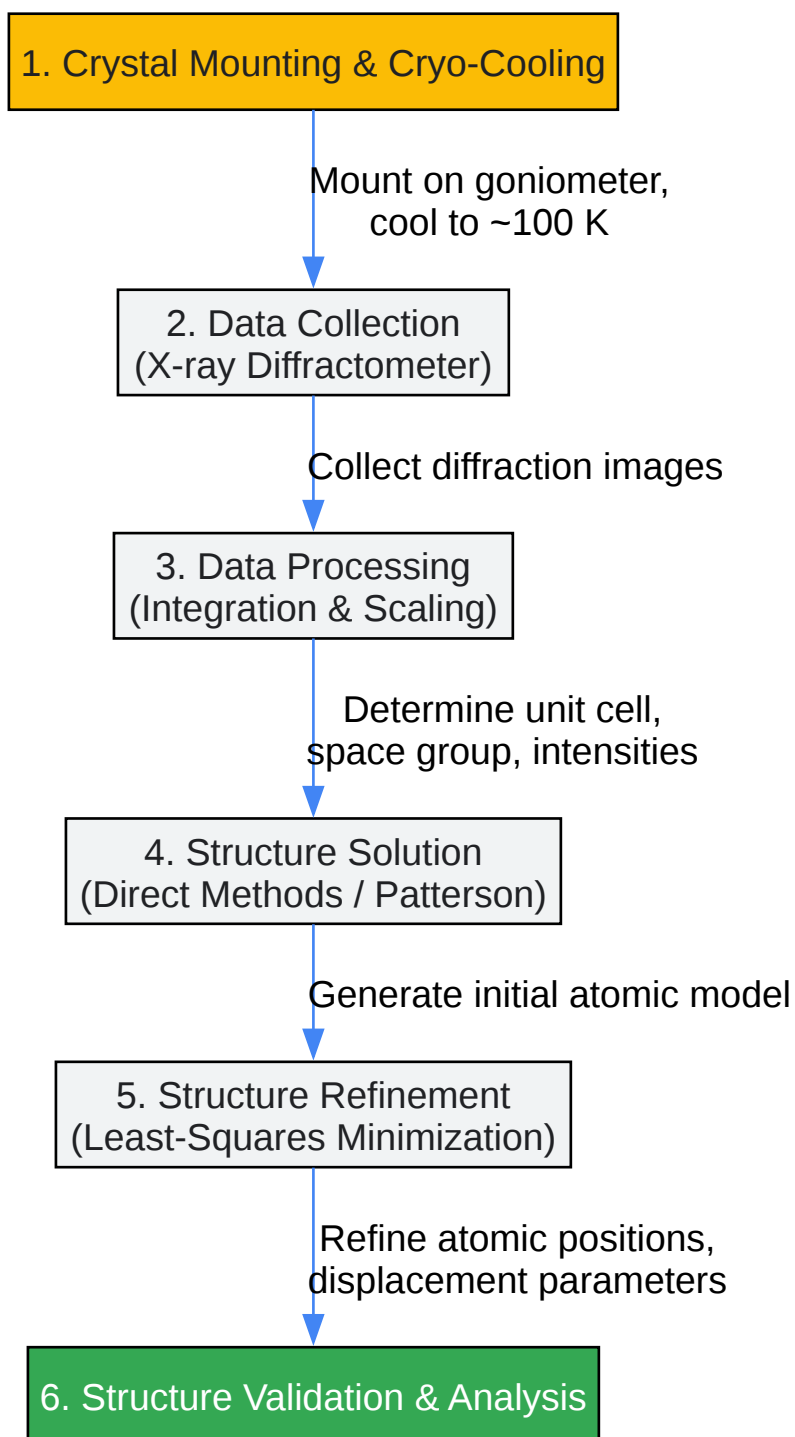 1. Crystal Mounting & Cryo-Cooling
Mount on goniometer,
cool to ~100 K
2. Data Collection
(X-ray Diffractometer)
Collect diffraction images
3. Data Processing
(Integration & Scaling)
Determine unit cell,
space group, intensities
4. Structure Solution
(Direct Methods / Patterson)
Generate initial atomic model
5. Structure Refinement
(Least-Squares Minimization)
Refine atomic positions,
displacement parameters
6. Structure Validation & Analysis